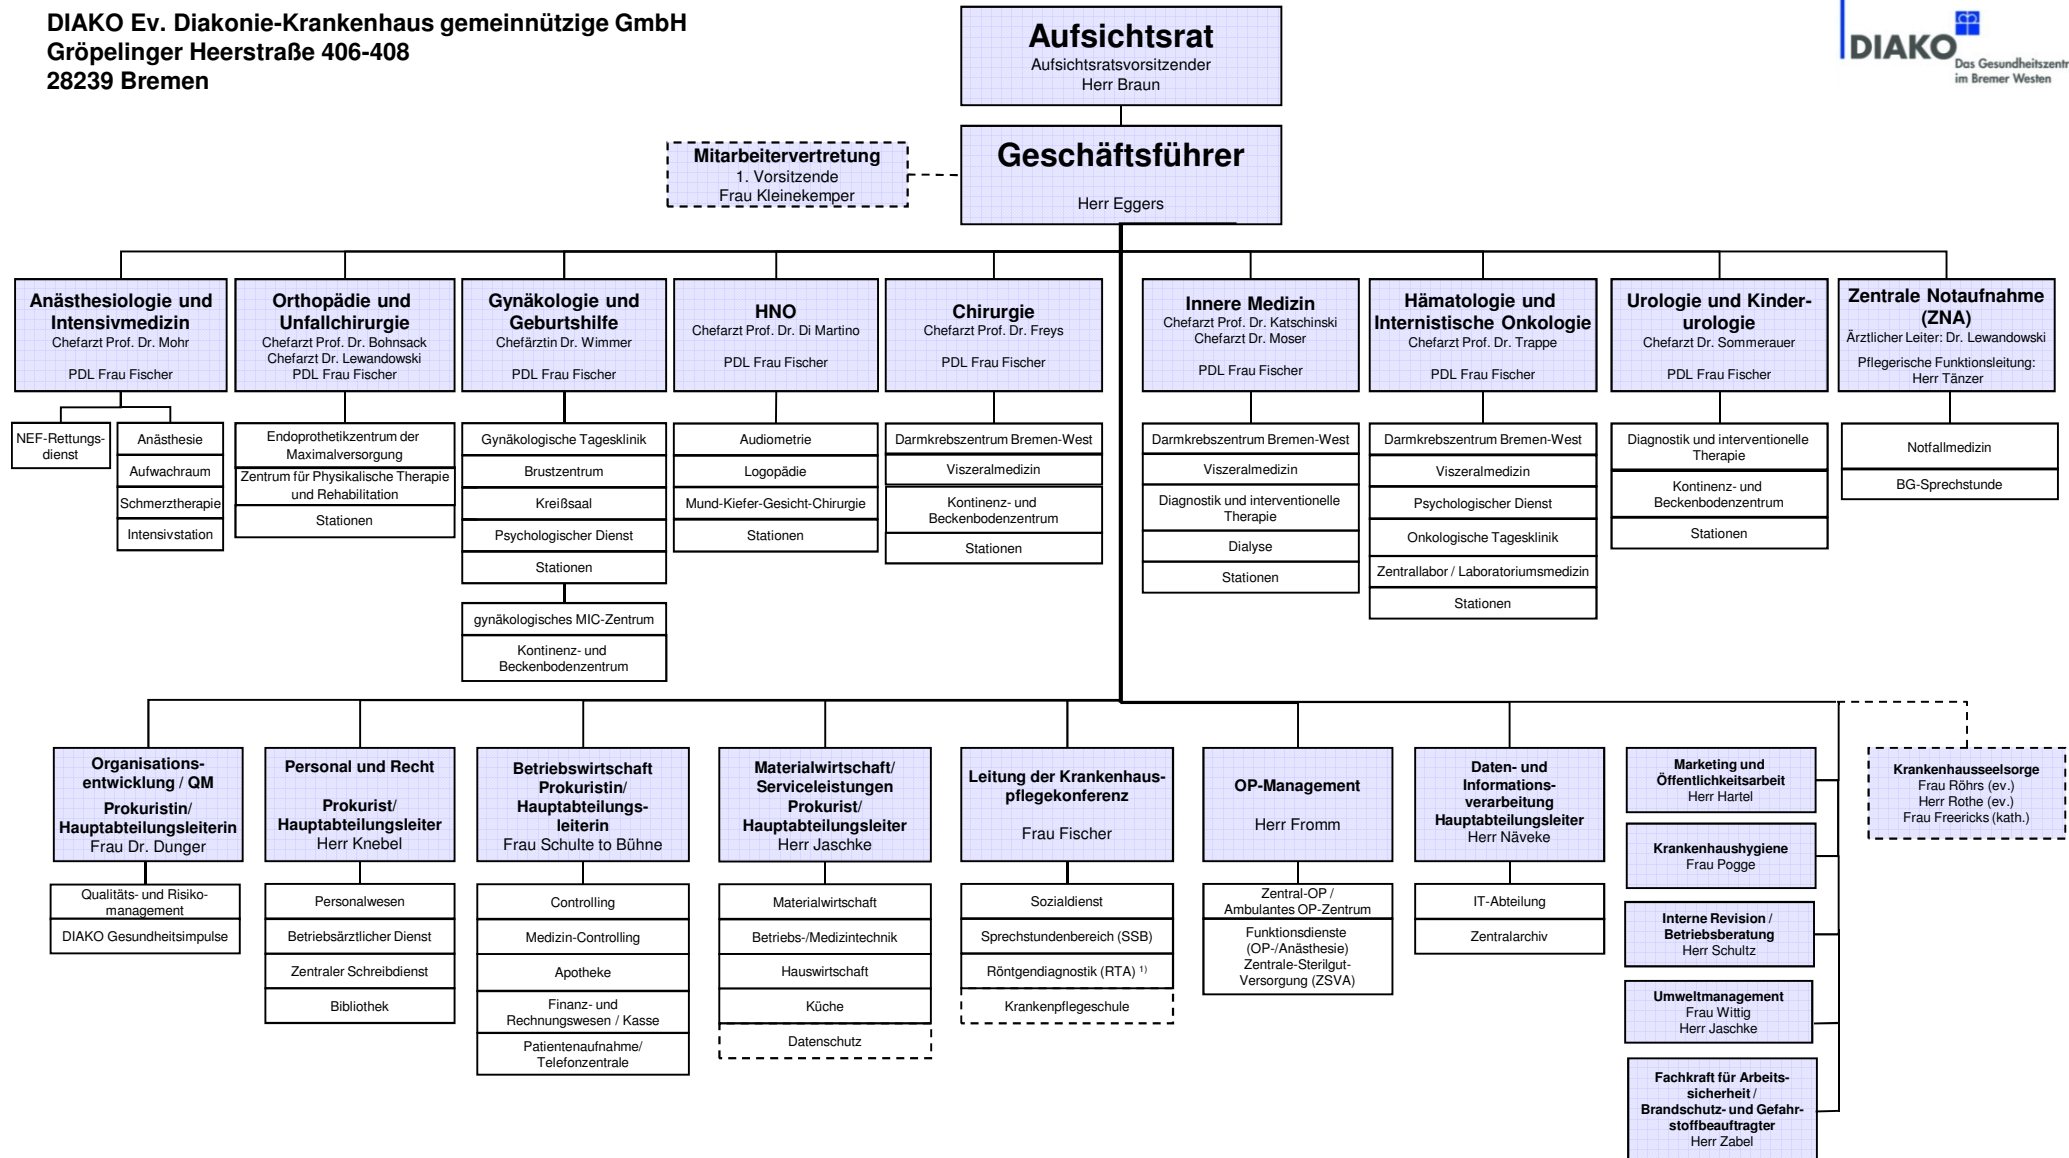 DIAKO Ev. Diakonie-Krankenhaus gemeinnützige GmbH
Gröpelinger Heerstraße 406-408
28239 Bremen
DIAKO
Das Gesundheitszentr
im Bremer Westen
Aufsichtsrat
Aufsichtsratsvorsitzender
Herr Braun
Mitarbeitervertretung
1. Vorsitzende
Frau Kleinekemper
Geschäftsführer
Herr Eggers
Anästhesiologie und
Intensivmedizin
Chefarzt Prof. Dr. Mohr
PDL Frau Fischer
NEF-Rettungs-
dienst
Anästhesie
Aufwachraum
Schmerztherapie
Intensivstation
Orthopädie und
Unfallchirurgie
Chefarzt Prof. Dr. Bohnsack
Chefarzt Dr. Lewandowski
PDL Frau Fischer
Endoprothetikzentrum der
Maximalversorgung
Zentrum für Physikalische Therapie
und Rehabilitation
Stationen
Gynäkologie und
Geburtshilfe
Chefärztin Dr. Wimmer
PDL Frau Fischer
Gynäkologische Tagesklinik
Brustzentrum
Kreißsaal
Psychologischer Dienst
Stationen
gynäkologisches MIC-Zentrum
Kontinenz- und
Beckenbodenzentrum
HNO
Chefarzt Prof. Dr. Di Martino
PDL Frau Fischer
Audiometrie
Logopädie
Mund-Kiefer-Gesicht-Chirurgie
Stationen
Chirurgie
Chefarzt Prof. Dr. Freys
PDL Frau Fischer
Darmkrebszentrum Bremen-West
Viszeralmedizin
Kontinenz- und
Beckenbodenzentrum
Stationen
Innere Medizin
Chefarzt Prof. Dr. Katschinski
Chefarzt Dr. Moser
PDL Frau Fischer
Darmkrebszentrum Bremen-West
Viszeralmedizin
Diagnostik und interventionelle
Therapie
Dialyse
Stationen
Hämatologie und
Internistische Onkologie
Chefarzt Prof. Dr. Trappe
PDL Frau Fischer
Darmkrebszentrum Bremen-West
Viszeralmedizin
Psychologischer Dienst
Onkologische Tagesklinik
Zentrallabor / Laboratoriumsmedizin
Stationen
Urologie und Kinder-
urologie
Chefarzt Dr. Sommerauer
PDL Frau Fischer
Diagnostik und interventionelle
Therapie
Kontinenz- und
Beckenbodenzentrum
Stationen
Zentrale Notaufnahme
(ZNA)
Ärztlicher Leiter: Dr. Lewandowski
Pflegerische Funktionsleitung:
Herr Tänzer
Notfallmedizin
BG-Sprechstunde
Organisations-
entwicklung / QM
Prokuristin/
Hauptabteilungsleiterin
Frau Dr. Dunger
Qualitäts- und Risiko-
management
DIAKO Gesundheitsimpulse
Personal und Recht
Prokurist/
Hauptabteilungsleiter
Herr Knebel
Personalwesen
Betriebsärztlicher Dienst
Zentraler Schreibdienst
Bibliothek
Betriebswirtschaft
Prokuristin/
Hauptabteilungs-
leiterin
Frau Schulte to Bühne
Controlling
Medizin-Controlling
Apotheke
Finanz- und
Rechnungswesen / Kasse
Patientenaufnahme/
Telefonzentrale
Materialwirtschaft/
Serviceleistungen
Prokurist/
Hauptabteilungsleiter
Herr Jaschke
Materialwirtschaft
Betriebs-/Medizintechnik
Hauswirtschaft
Küche
Datenschutz
Leitung der Krankenhaus-
pflegekonferenz
Frau Fischer
Sozialdienst
Sprechstundenbereich (SSB)
Röntgendiagnostik (RTA) 1)
Krankenpflegeschule
OP-Management
Herr Fromm
Zentral-OP /
Ambulantes OP-Zentrum
Funktionsdienste
(OP-/Anästhesie)
Zentrale-Sterilgut-
Versorgung (ZSVA)
Daten- und
Informations-
verarbeitung
Hauptabteilungsleiter
Herr Näveke
IT-Abteilung
Zentralarchiv
Marketing und
Öffentlichkeitsarbeit
Herr Hartel
Krankenhaushygiene
Frau Pogge
Interne Revision /
Betriebsberatung
Herr Schultz
Umweltmanagement
Frau Wittig
Herr Jaschke
Fachkraft für Arbeits-
sicherheit /
Brandschutz- und Gefahr-
stoffbeauftragter
Herr Zabel
Krankenhausseelsorge
Frau Röhrs (ev.)
Herr Rothe (ev.)
Frau Freericks (kath.)